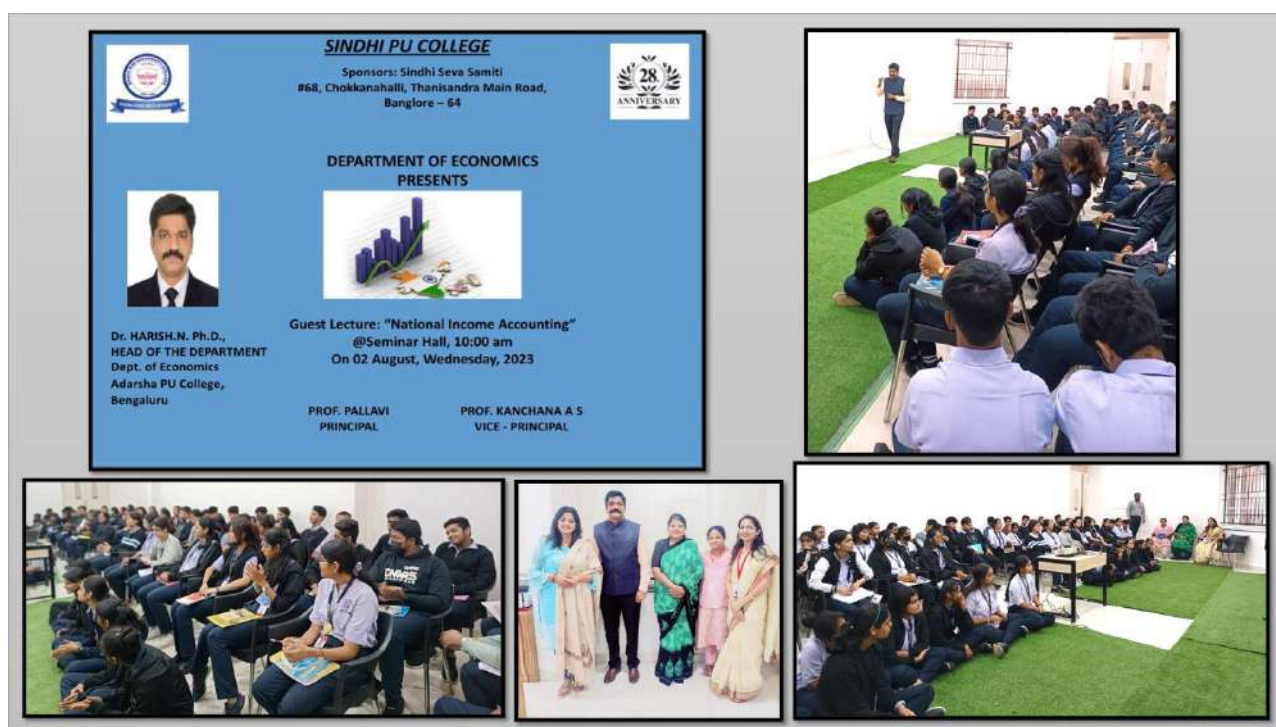 SINDHI PU COLLEGE
Sponsors: Sindhi Seva Samiti
#68, Chokkanahalli, Thanisandra Main Road,
Banglore – 64
28
ANNIVERSARY
DEPARTMENT OF ECONOMICS
PRESENTS
Dr. HARISH.N. Ph.D.,
HEAD OF THE DEPARTMENT
Dept. of Economics
Adarsha PU College,
Bengaluru
Guest Lecture: “National Income Accounting”
@Seminar Hall, 10:00 am
On 02 August, Wednesday, 2023
PROF. PALLAVI
PRINCIPAL
PROF. KANCHANA A S
VICE - PRINCIPAL